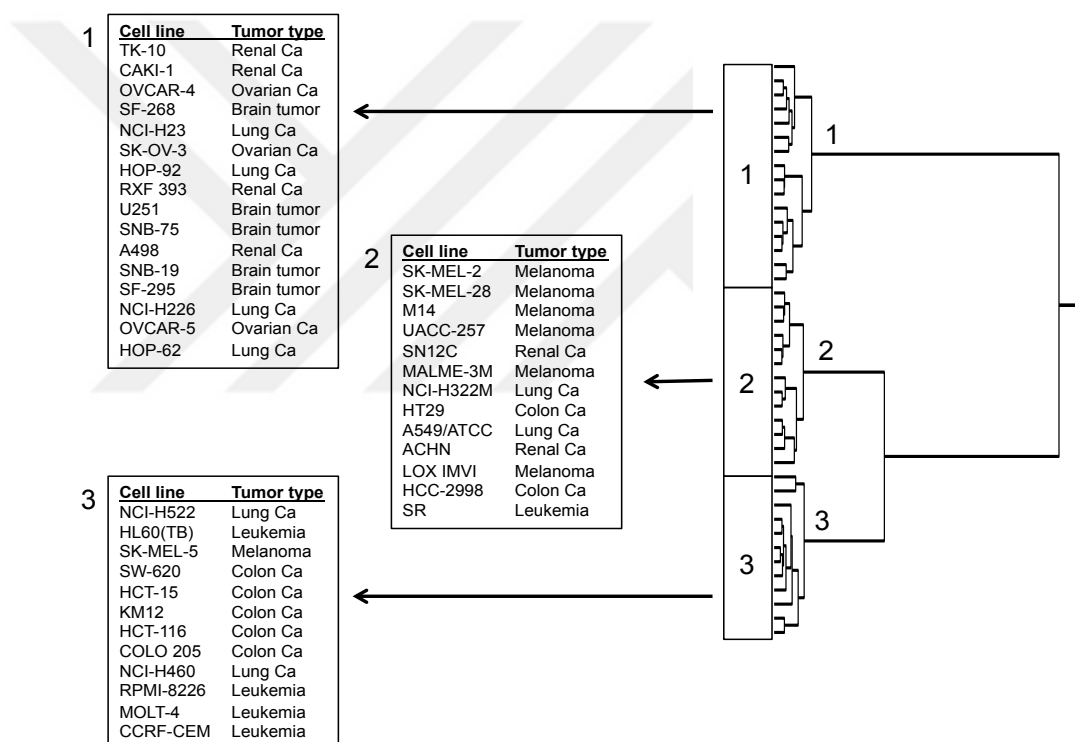 1
Cell line Tumor type
TK-10 Renal Ca
CAKI-1 Renal Ca
OVCAR-4 Ovarian Ca
SF-268 Brain tumor
NCI-H23 Lung Ca
SK-OV-3 Ovarian Ca
HOP-92 Lung Ca
RXF 393 Renal Ca
U251 Brain tumor
SNB-75 Brain tumor
A498 Renal Ca
SNB-19 Brain tumor
SF-295 Brain tumor
NCI-H226 Lung Ca
OVCAR-5 Ovarian Ca
HOP-62 Lung Ca
2
Cell line Tumor type
SK-MEL-2 Melanoma
SK-MEL-28 Melanoma
M14 Melanoma
UACC-257 Melanoma
SN12C Renal Ca
MALME-3M Melanoma
NCI-H322M Lung Ca
HT29 Colon Ca
A549/ATCC Lung Ca
ACHN Renal Ca
LOX IMVI Melanoma
HCC-2998 Colon Ca
SR Leukemia
3
Cell line Tumor type
NCI-H522 Lung Ca
HL60(TB) Leukemia
SK-MEL-5 Melanoma
SW-620 Colon Ca
HCT-15 Colon Ca
KM12 Colon Ca
HCT-116 Colon Ca
COLO 205 Colon Ca
NCI-H460 Lung Ca
RPMI-8226 Leukemia
MOLT-4 Leukemia
CCRF-CEM Leukemia
1
1
2
2
3
3